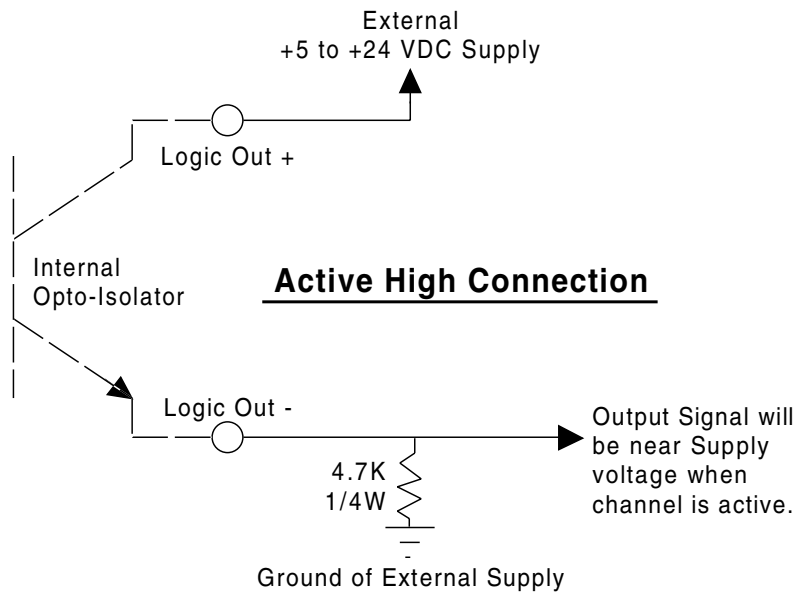 External
+5 to +24 VDC Supply
Logic Out +
Internal
Opto-Isolator
Active High Connection
Logic Out -
Output Signal will
be near Supply
voltage when
channel is active.
4.7K
1/4W
Ground of External Supply